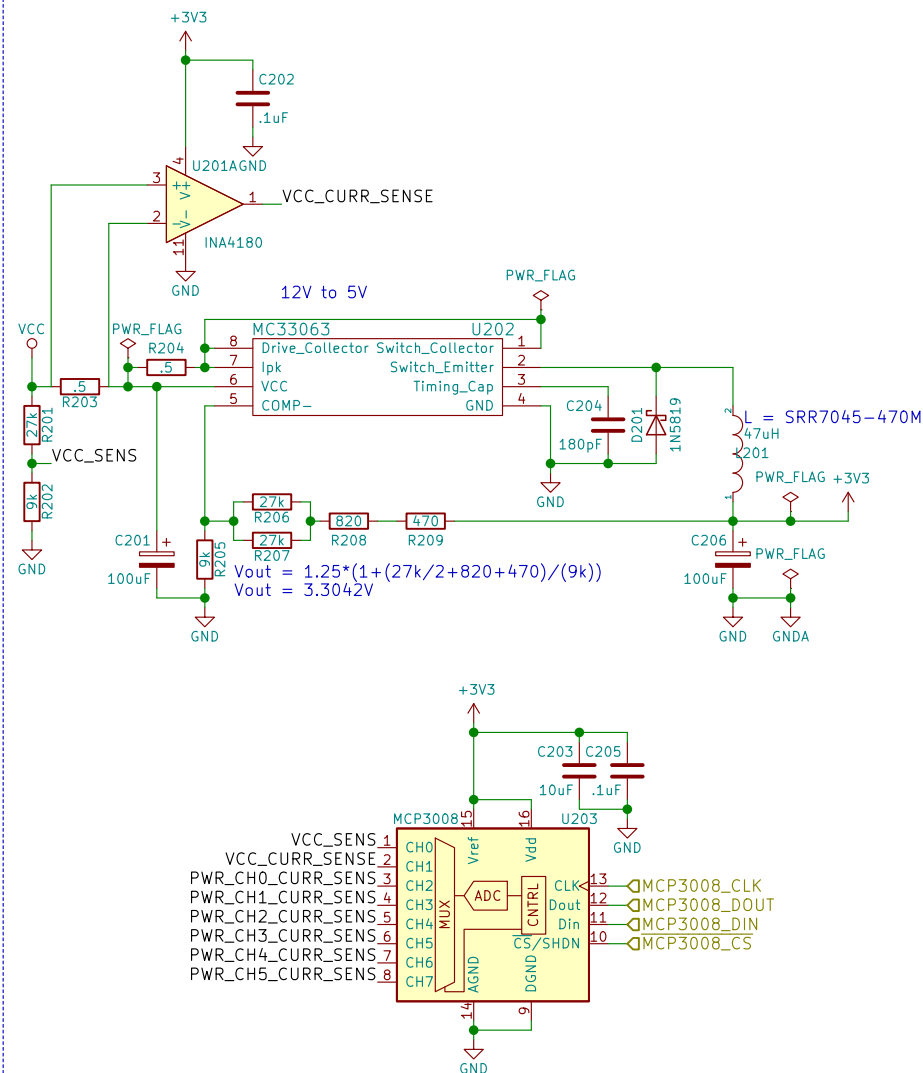 +3V3
C202
.1uF
U201A
GND
4
3
++
V+
1
VCC_CURR_SENSE
2
V-
11
INA4180
GND
12V to 5V
PWR_FLAG
VCC
PWR_FLAG
R204
.5
MC33063
U202
8
Drive_Collector
Switch_Collector
1
7
Ipk
Switch_Emitter
2
6
VCC
Timing_Cap
3
5
COMP-
GND
4
.5
R203
27k
R201
VCC_SENS
9k
R202
GND
C204
180pF
D201
1N5819
GND
2
L = SRR7045-470M
47uH
L201
1
PWR_FLAG
+3V3
27k
R206
27k
R207
820
R208
470
R209
C201
+
100uF
9k
R205
GND
Vout = 1.25*(1+(27k/2+820+470)/(9k))
Vout = 3.3042V
C206
+
100uF
PWR_FLAG
GND
GNDA
+3V3
C203
C205
10uF
.1uF
GND
MCP3008
15
16
U203
Vref
Vdd
VCC_SENS
1
CH0
VCC_CURR_SENSE
2
CH1
PWR_CH0_CURR_SENS
3
CH2
PWR_CH1_CURR_SENS
4
CH3
PWR_CH2_CURR_SENS
5
CH4
PWR_CH3_CURR_SENS
6
CH5
PWR_CH4_CURR_SENS
7
CH6
PWR_CH5_CURR_SENS
8
CH7
MUX
ADC
CNTRL
CLK
13
MCP3008_CLK
Dout
12
MCP3008_DOUT
Din
11
MCP3008_DIN
CS/SHDN
10
MCP3008_CS
AGND
DGND
14
9
GND